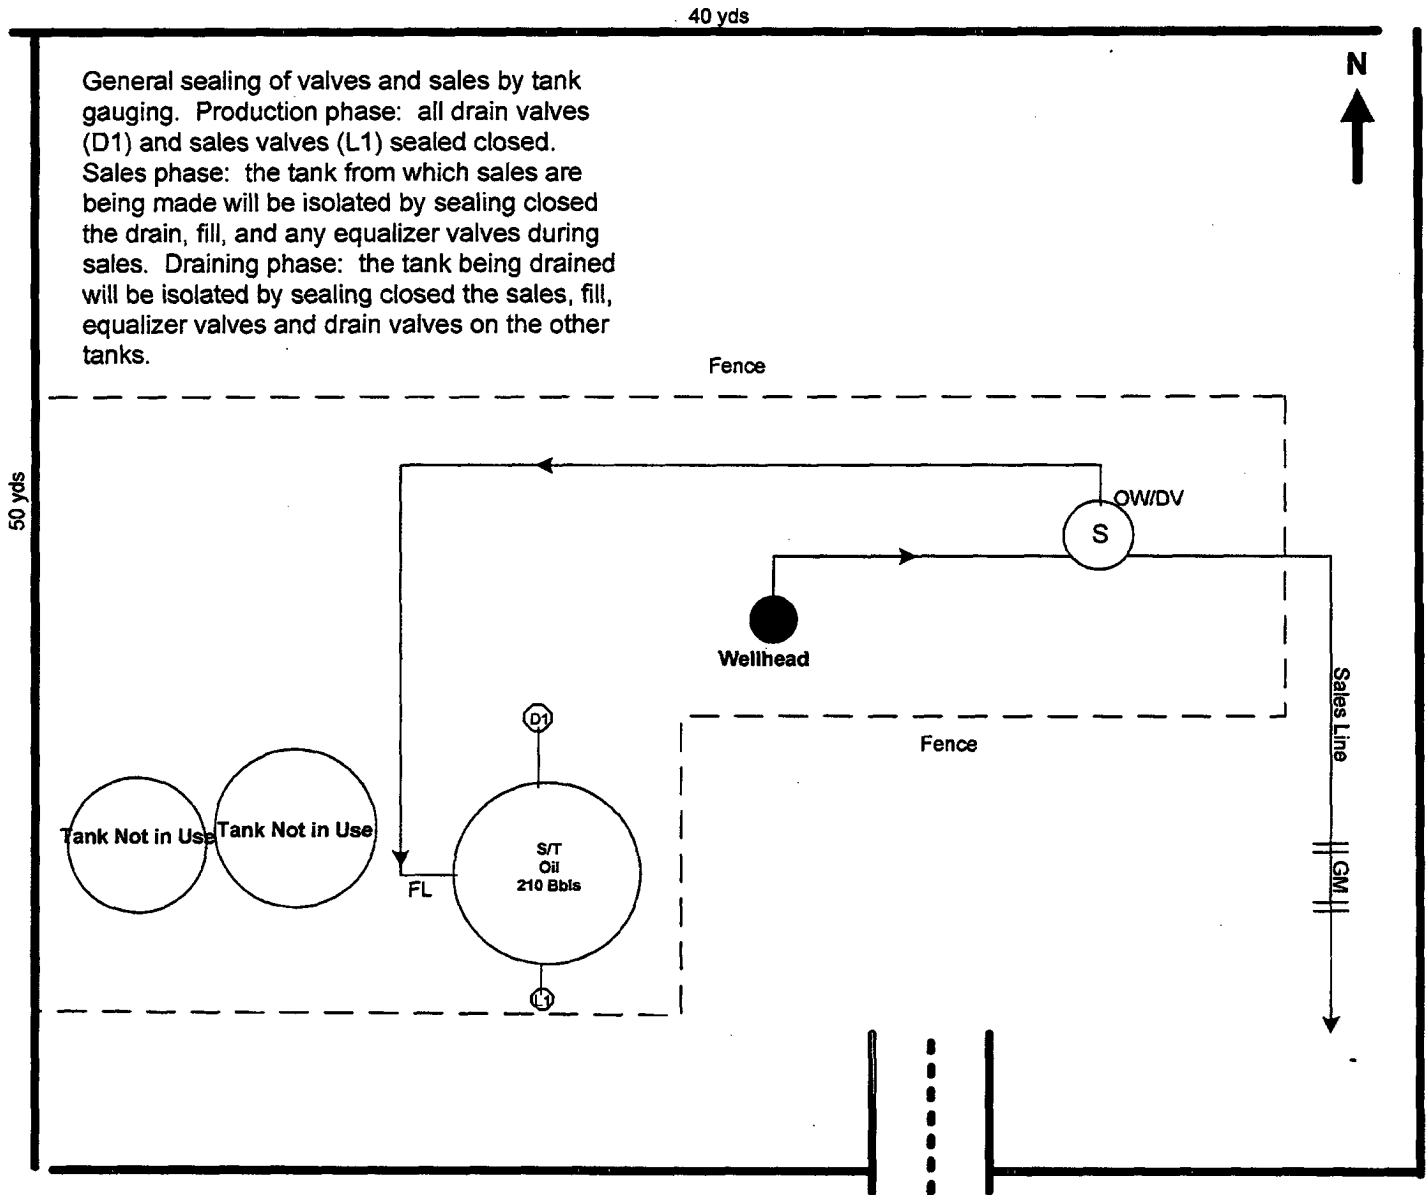 40 yds
N
General sealing of valves and sales by tank
gauging. Production phase: all drain valves
(D1) and sales valves (L1) sealed closed.
Sales phase: the tank from which sales are
being made will be isolated by sealing closed
the drain, fill, and any equalizer valves during
sales. Draining phase: the tank being drained
will be isolated by sealing closed the sales, fill,
equalizer valves and drain valves on the other
tanks.
Fence
50 yds
OW/DV
S
Wellhead
Sales Line
D1
Fence
Tank Not in Use
Tank Not in Use
S/T
Oil
210 Bbls
FL
GM
L1